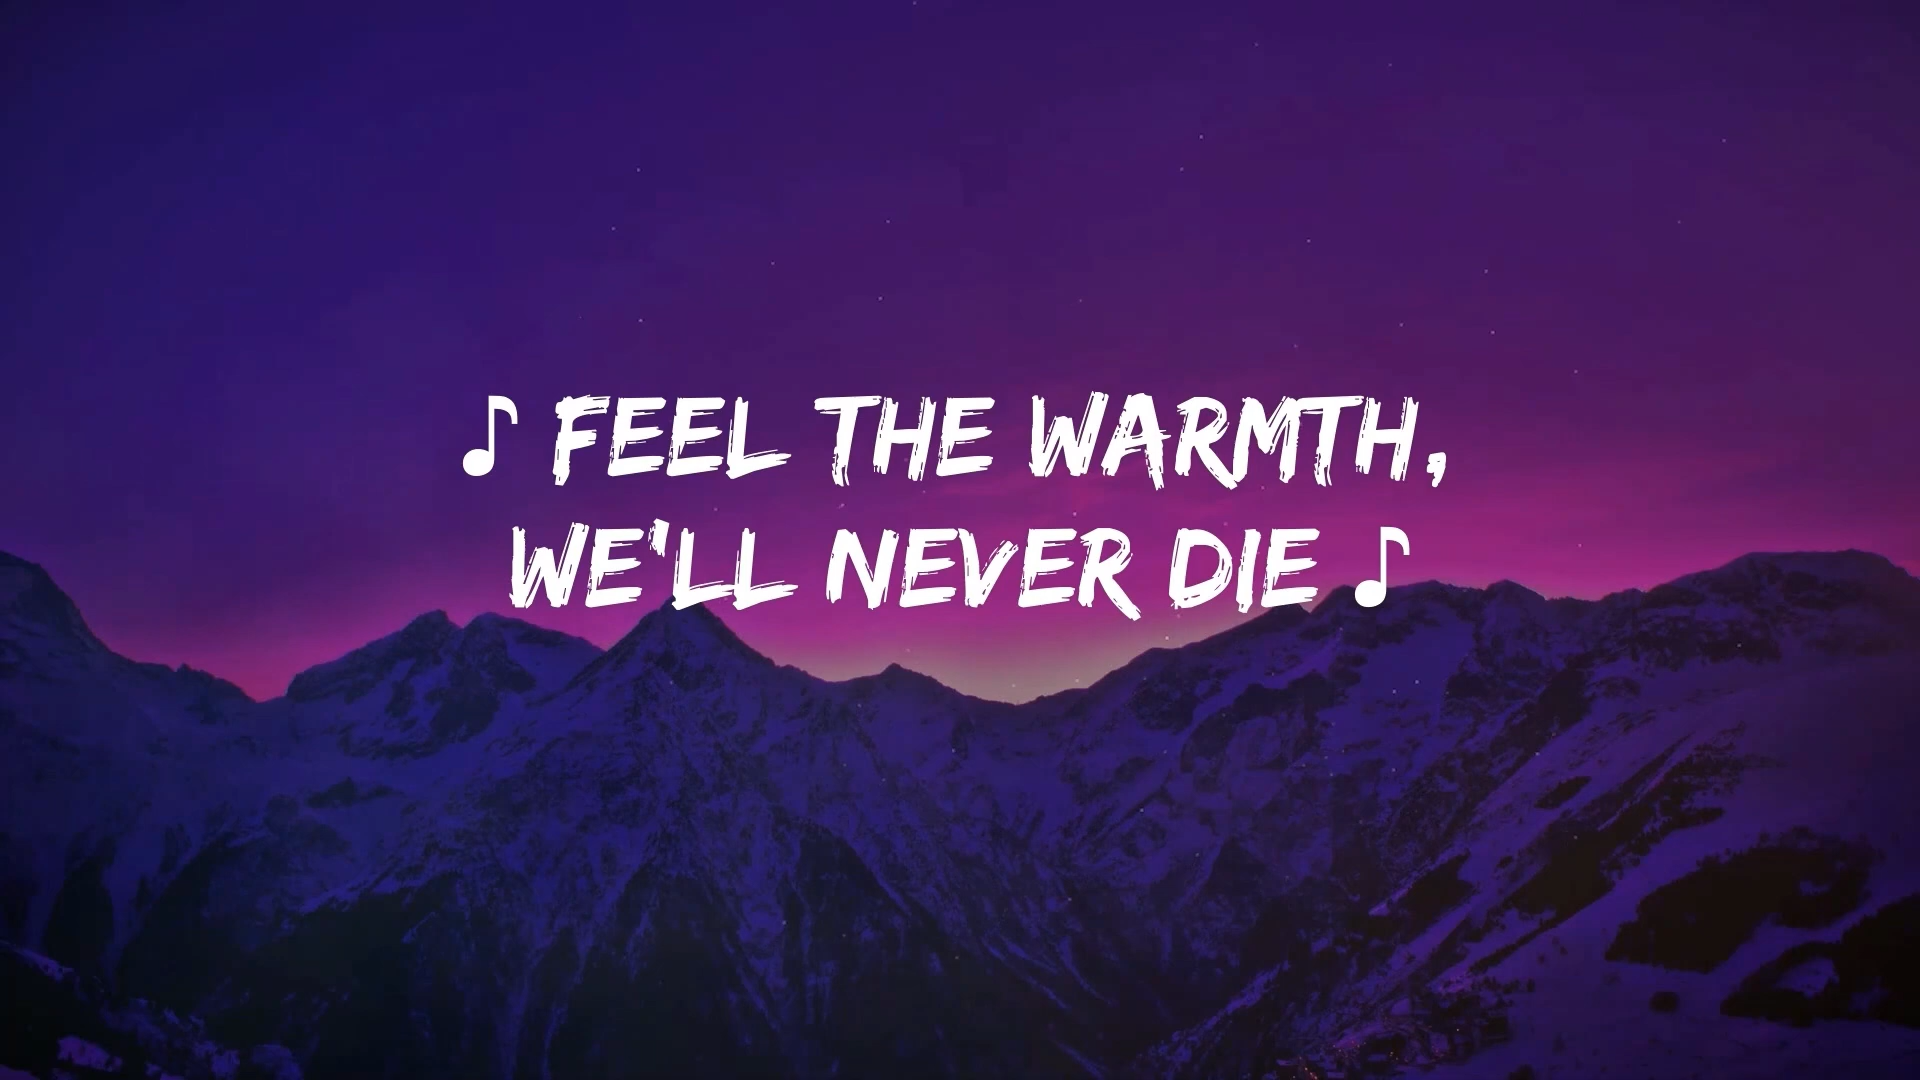 ♪ FEEL THE WARMTH,
WE'LL NEVER DIE ♪